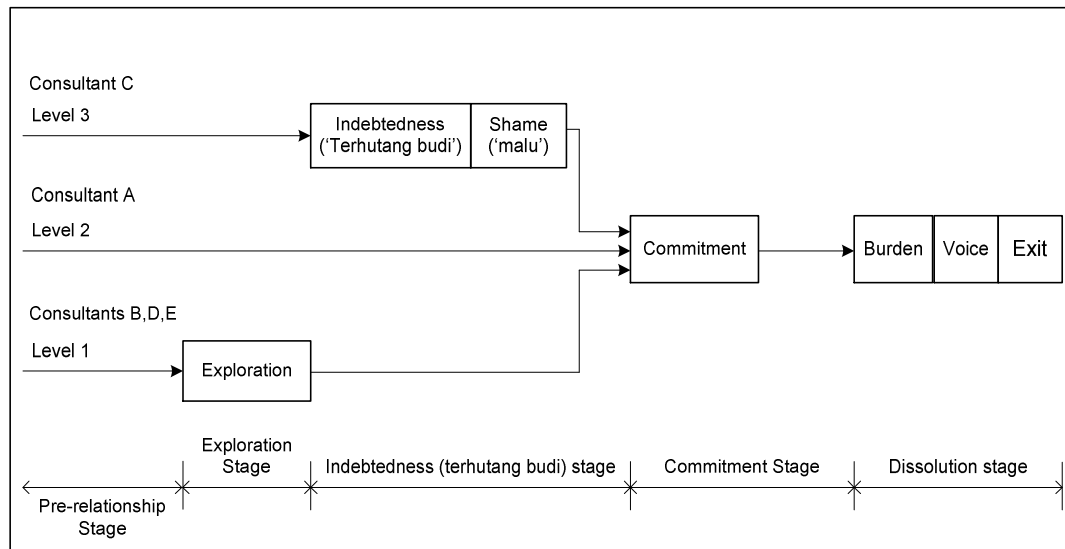 Consultant C
Level 3
Indebtedness
(‘Terhutang budi’)
Shame
(‘malu’)
Consultant A
Level 2
Commitment
Burden
Voice
Exit
Consultants B,D,E
Level 1
Exploration
Exploration
Stage
Indebtedness (terhutang budi) stage
Commitment Stage
Dissolution stage
Pre-relationship
Stage